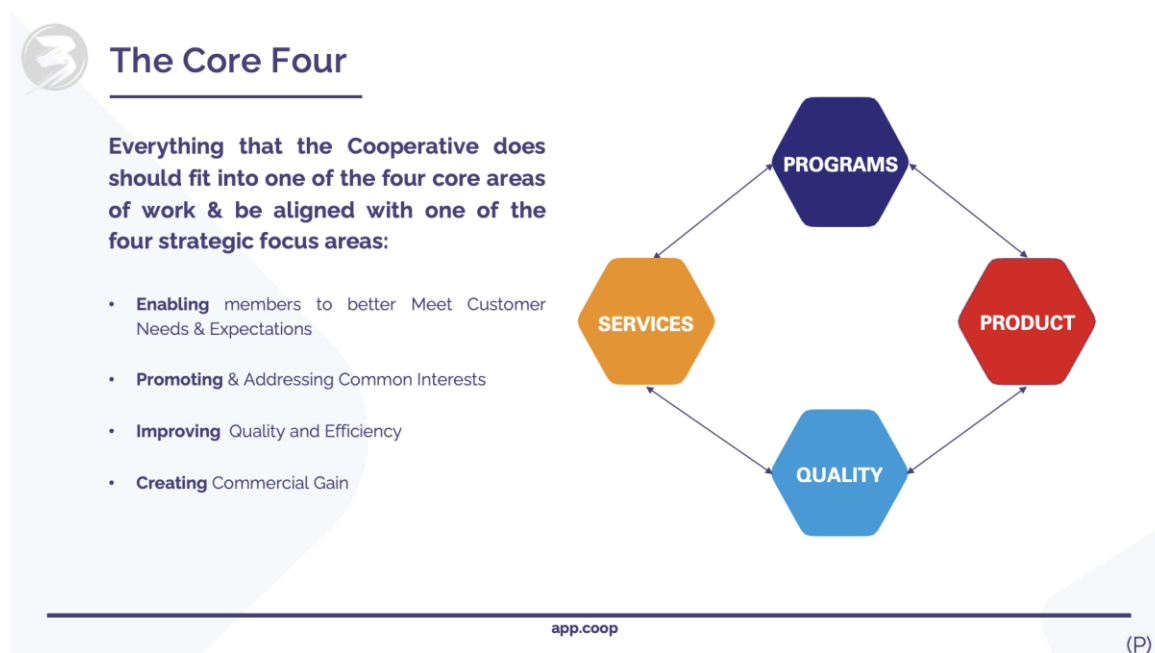 The Core Four
Everything that the Cooperative does
should fit into one of the four core areas
of work & be aligned with one of the
four strategic focus areas:
• Enabling members to better Meet Customer
Needs & Expectations
• Promoting & Addressing Common Interests
• Improving Quality and Efficiency
• Creating Commercial Gain
PROGRAMS
SERVICES
PRODUCT
QUALITY
app.coop
(P)